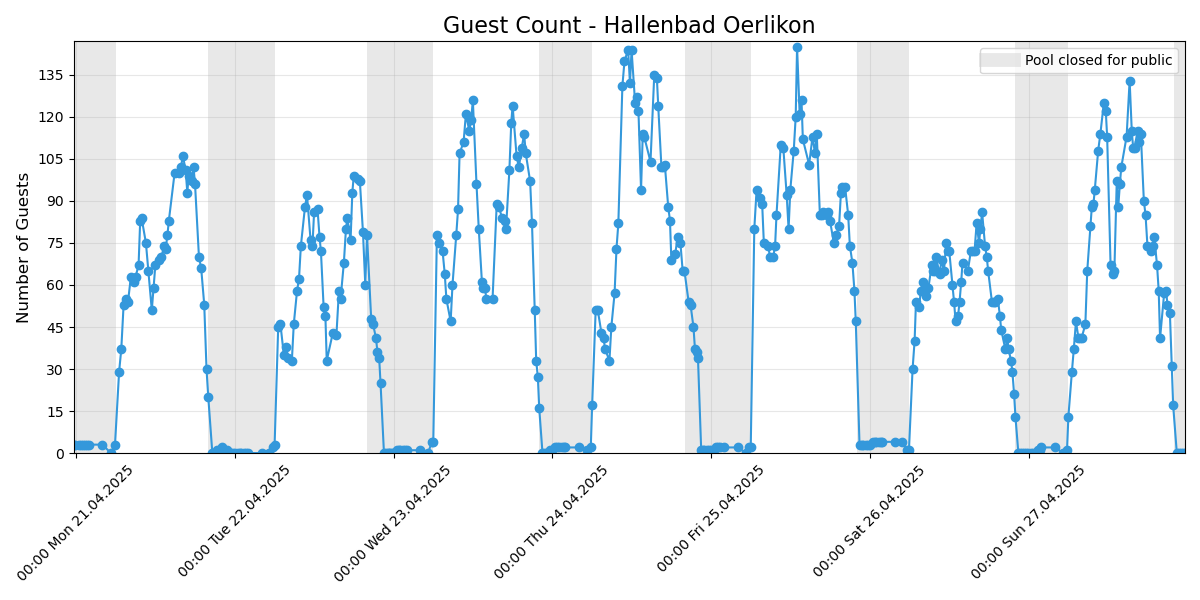 Guest Count - Hallenbad Oerlikon
Pool closed for public
Number of Guests
135
120
105
90
75
60
45
30
15
0
00:00 Mon 21.04.2025
00:00 Tue 22.04.2025
00:00 Wed 23.04.2025
00:00 Thu 24.04.2025
00:00 Fri 25.04.2025
00:00 Sat 26.04.2025
00:00 Sun 27.04.2025